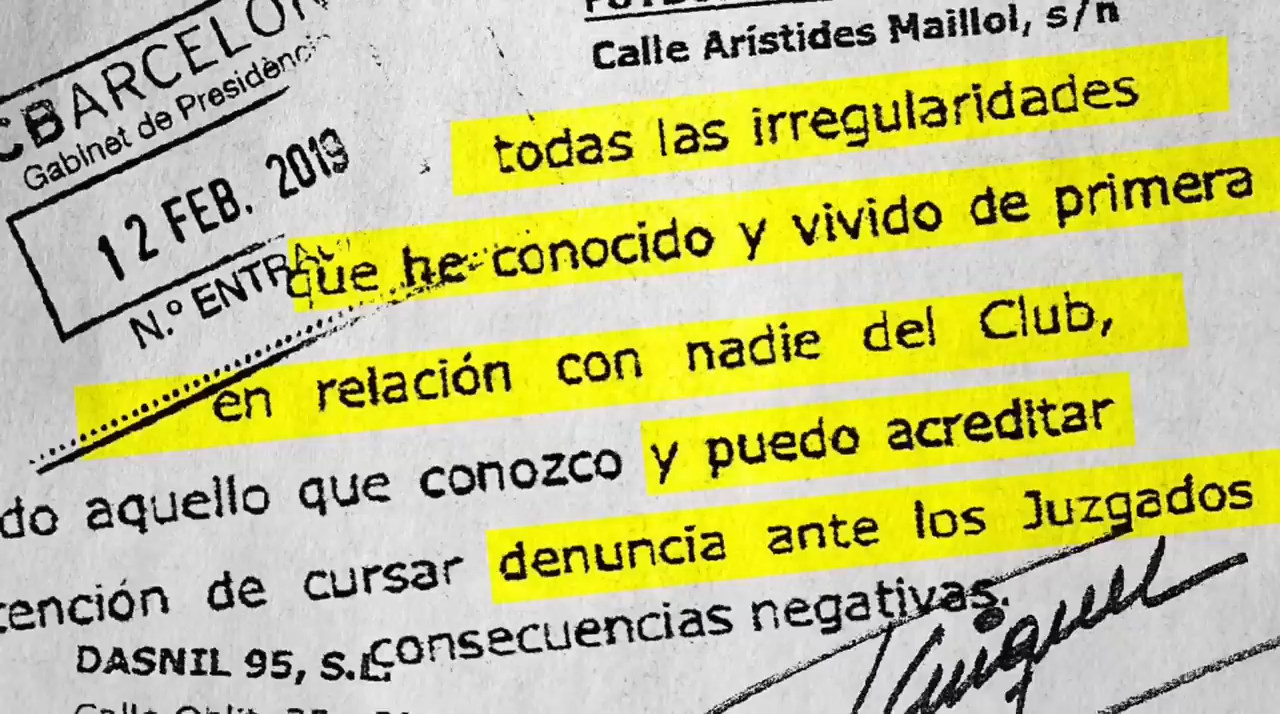 Calle Arístides Maillol, s/n
BARCELON
Gabinet de Presidènci
12 FEB. 2019
N.º ENTRA
todas las irregularidades
que he conocido y vivido de primera
en relación con nadie del Club,
do aquello que conozco y puedo acreditar
tención de cursar denuncia ante los Juzgados
consecuencias negativas.
DASNIL 95, S.L.